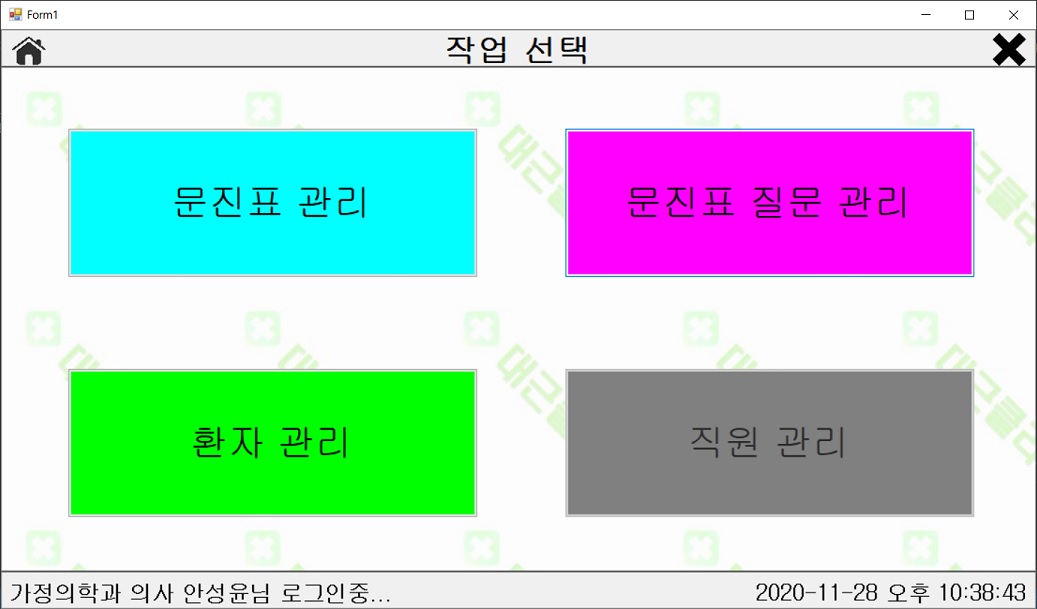 Form1
작업 선택
문진표 관리
문진표 질문 관리
환자 관리
직원 관리
가정의학과 의사 안성윤님 로그인중...
2020-11-28 오후 10:38:43